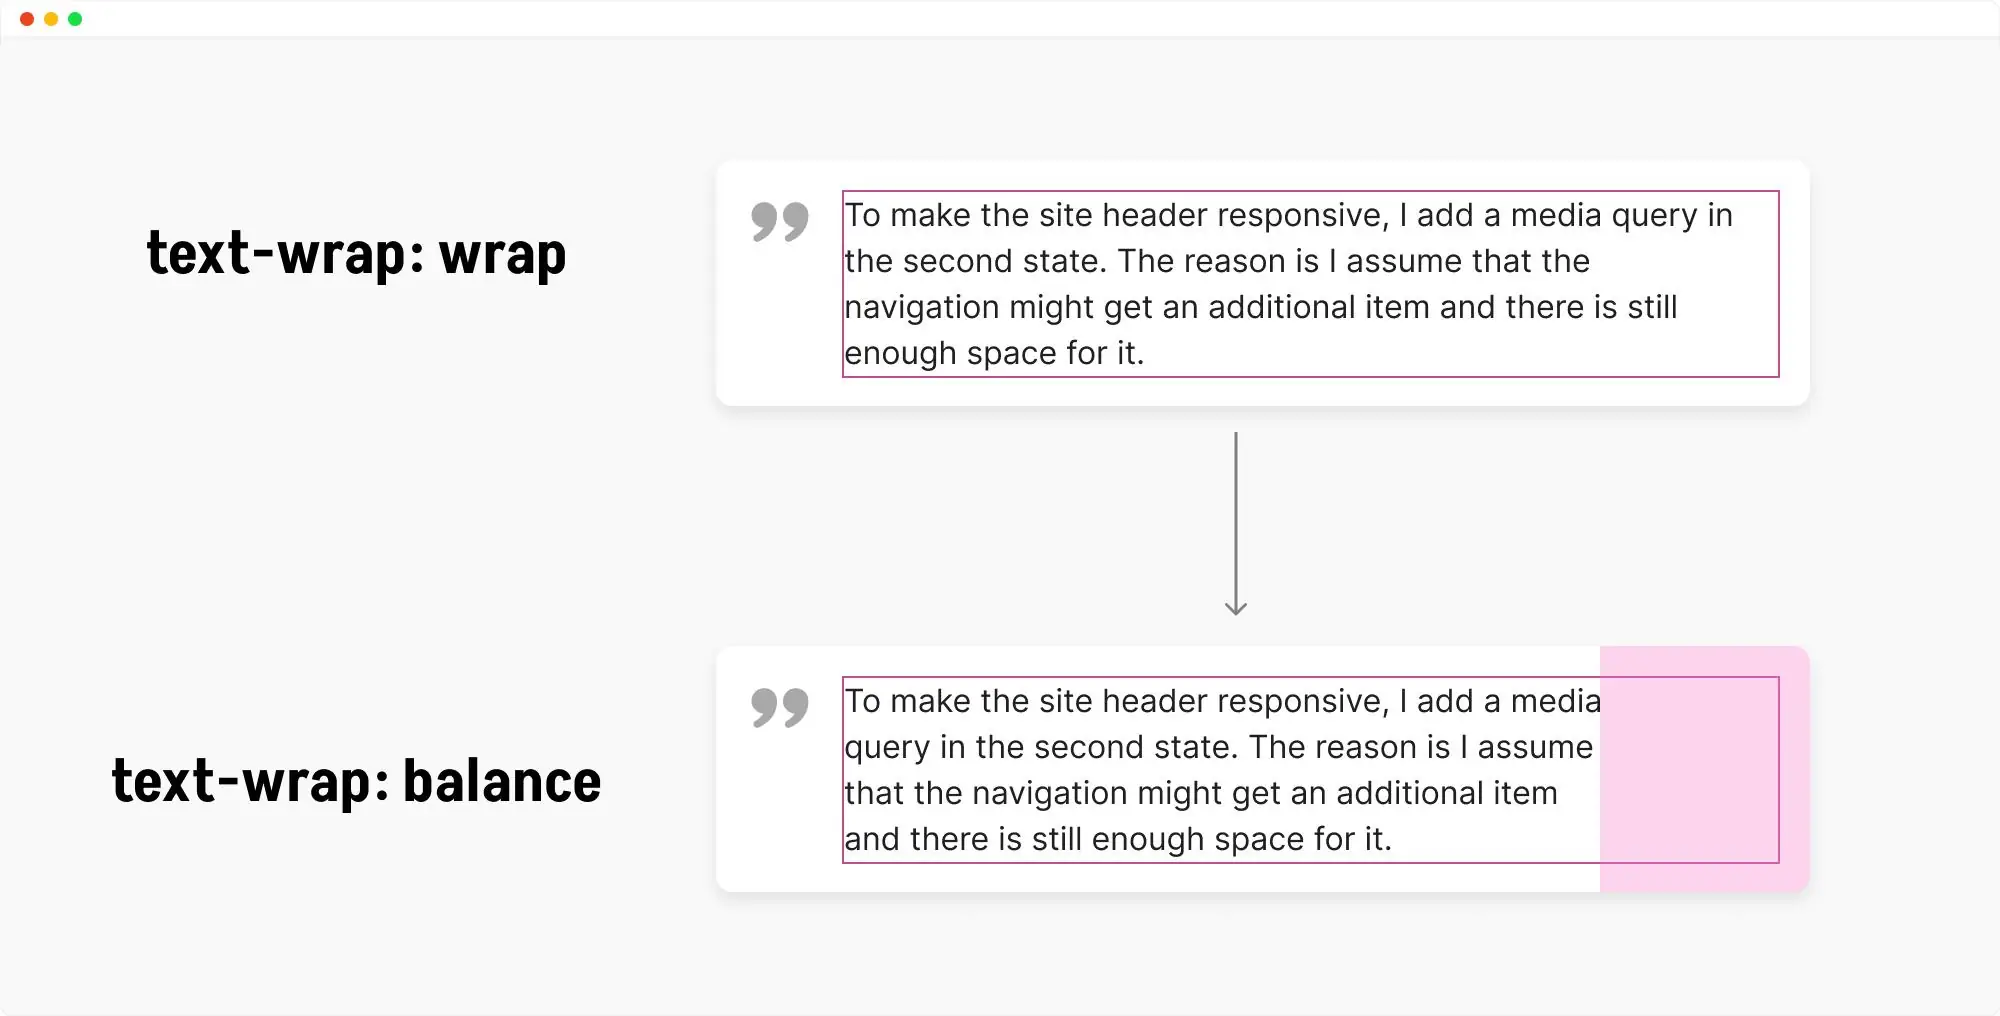 text-wrap: wrap
”
To make the site header responsive, I add a media query in
the second state. The reason is I assume that the
navigation might get an additional item and there is still
enough space for it.
text-wrap: balance
”
To make the site header responsive, I add a media
query in the second state. The reason is I assume
that the navigation might get an additional item
and there is still enough space for it.